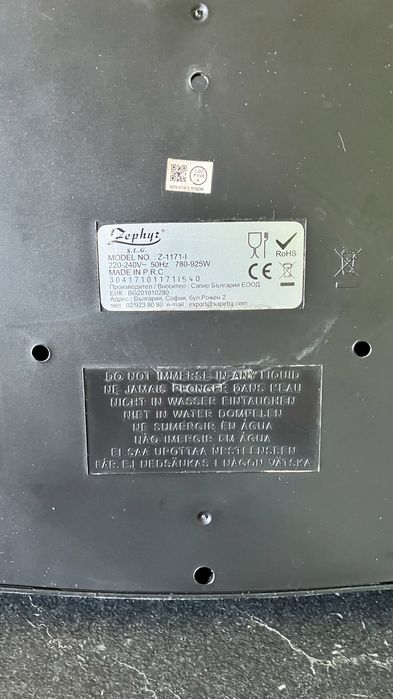 Zephyr
S.L.G.
MODEL NO. : Z-1171-I
220-240V~ 50Hz 780-925W
MADE IN P.R.C
3041710117II540
Производител / Вносител : Сапир България ЕООД
ЕИК : BG201010280
Адрес : България, София, бул.Рожен 2
тел : 02/923 80 80 e-mail : export@saprbg.com
RoHS
CE
DO NOT IMMERSE IN ANY LIQUID
NE JAMAIS PLONGER DANS L'EAU
NICHT IN WASSER EINTAUCHEN
NIET IN WATER DOMPELEN
NE SUMERGIR EN ÁGUA
NÃO IMERGIR EM ÁGUA
EI SAA UPOTTAA NESTEENSEEN
FÅR EJ NEDSÄNKAS I NÅGON VÄTSKA